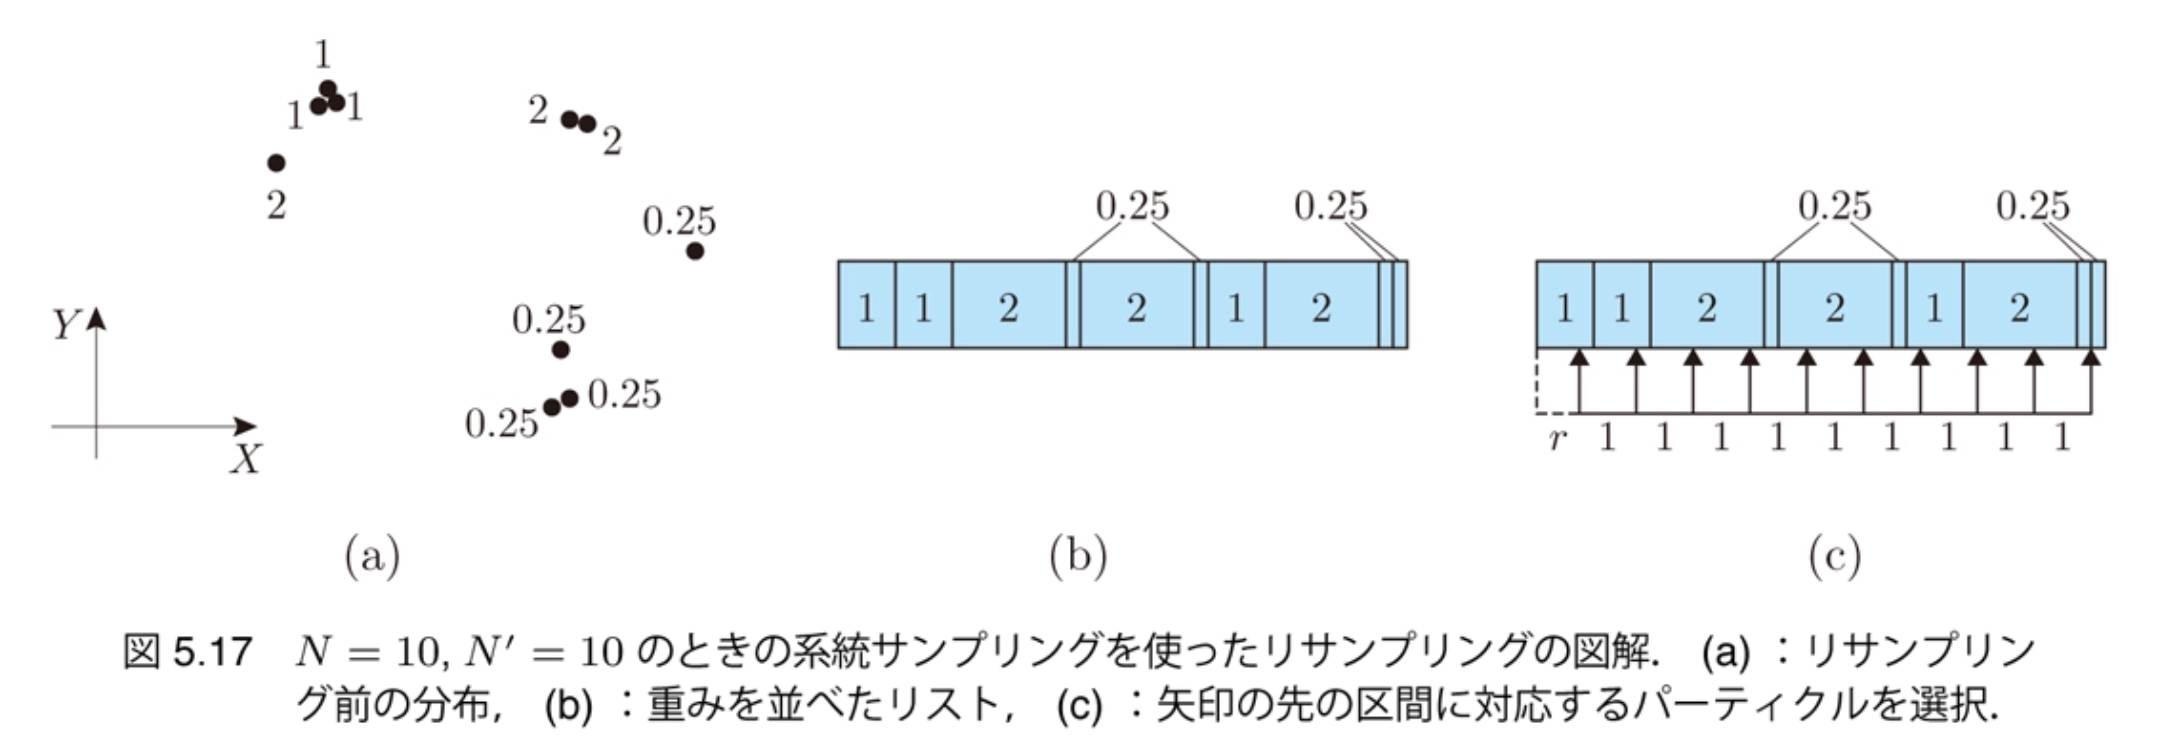 1
1 1
2
2 2
0.25
0.25
0.25 0.25
Y
X
(a)
0.25 0.25
1 1 2 2 1 2
(b)
0.25 0.25
1 1 2 2 1 2
r 1 1 1 1 1 1 1 1 1
(c)
図 5.17 N = 10, N′ = 10 のときの系統サンプリングを使ったリサンプリングの図解. (a) ：リサンプリン
グ前の分布, (b) ：重みを並べたリスト, (c) ：矢印の先の区間に対応するパーティクルを選択.